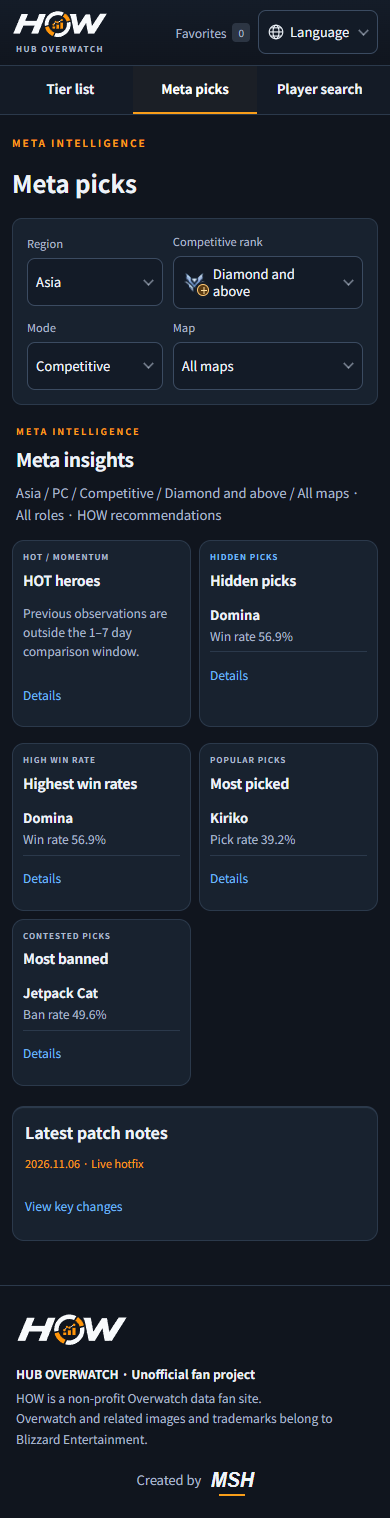 HOW
HUB OVERWATCH
Favorites 0
Language
Tier list Meta picks Player search
META INTELLIGENCE
Meta picks
Region
Competitive rank
Asia
Diamond and
above
Mode
Map
Competitive
All maps
META INTELLIGENCE
Meta insights
Asia / PC / Competitive / Diamond and above / All maps ·
All roles · HOW recommendations
HOT / MOMENTUM
HOT heroes
Previous observations are
outside the 1–7 day
comparison window.
Details
HIDDEN PICKS
Hidden picks
Domina
Win rate 56.9%
Details
HIGH WIN RATE
Highest win rates
Domina
Win rate 56.9%
Details
POPULAR PICKS
Most picked
Kiriko
Pick rate 39.2%
Details
CONTESTED PICKS
Most banned
Jetpack Cat
Ban rate 49.6%
Details
Latest patch notes
2026.11.06 · Live hotfix
View key changes
HOW
HUB OVERWATCH · Unofficial fan project
HOW is a non-profit Overwatch data fan site.
Overwatch and related images and trademarks belong to
Blizzard Entertainment.
Created by MSH